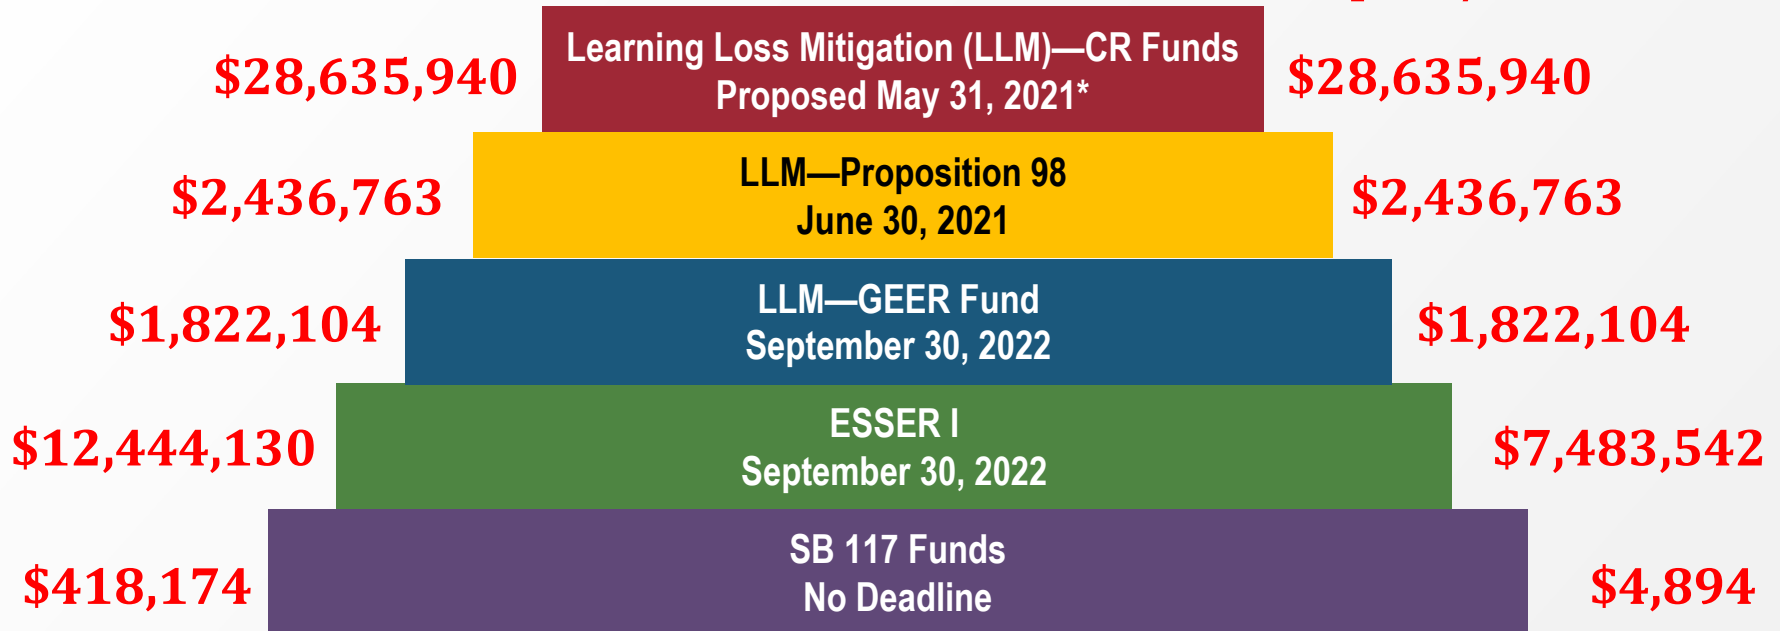 Learning Loss Mitigation (LLM)—CR Funds
Proposed May 31, 2021*
$28,635,940
$28,635,940
LLM—Proposition 98
June 30, 2021
$2,436,763
$2,436,763
LLM—GEER Fund
September 30, 2022
$1,822,104
$1,822,104
ESSER I
September 30, 2022
$12,444,130
$7,483,542
SB 117 Funds
No Deadline
$418,174
$4,894